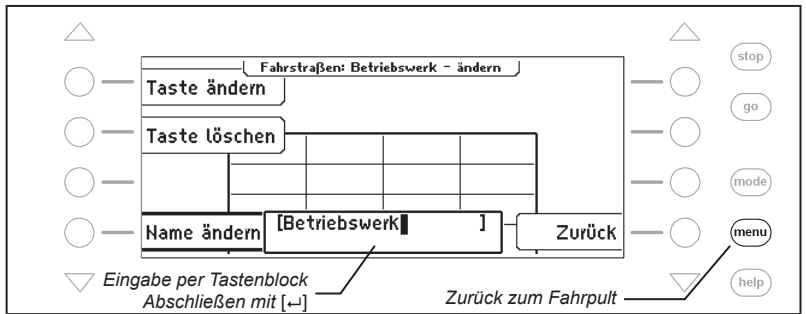 stop
Fahrstraßen: Betriebswerk - ändern
Taste ändern
go
Taste löschen
mode
Name ändern
[Betriebswerk ]
Zurück
menu
Eingabe per Tastenblock
Abschließen mit [↵]
Zurück zum Fahrpult
help